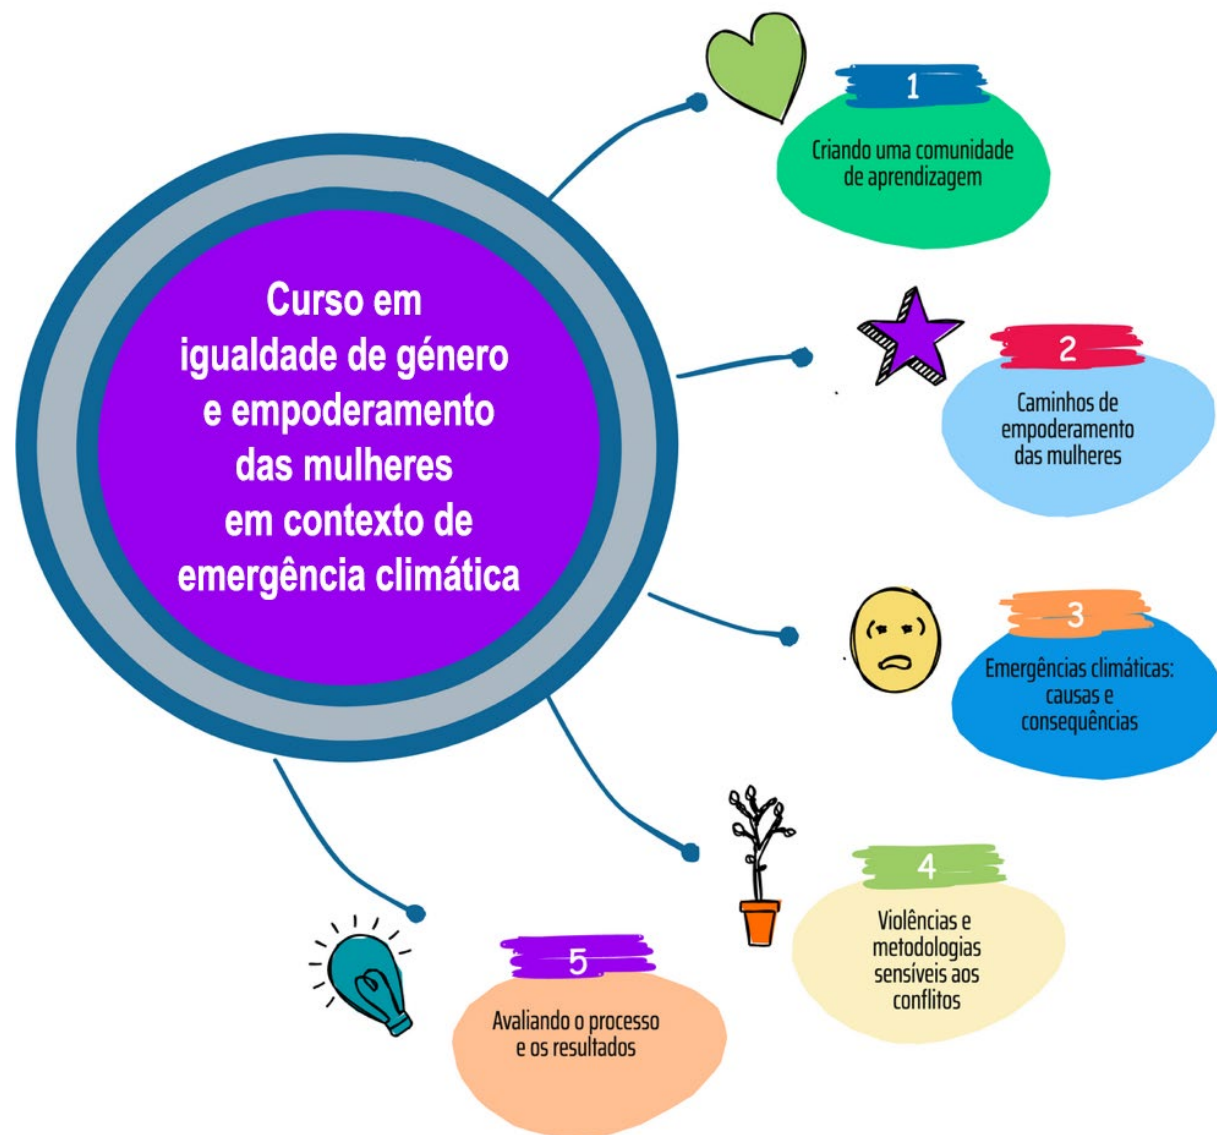 Curso em
igualdade de género
e empoderamento
das mulheres
em contexto de
emergência climática
1
Criando uma comunidade
de aprendizagem
2
Caminhos de
empoderamento
das mulheres
3
Emergências climáticas:
causas e
consequências
4
Violências e
metodologias
sensíveis aos
conflitos
5
Avaliando o processo
e os resultados